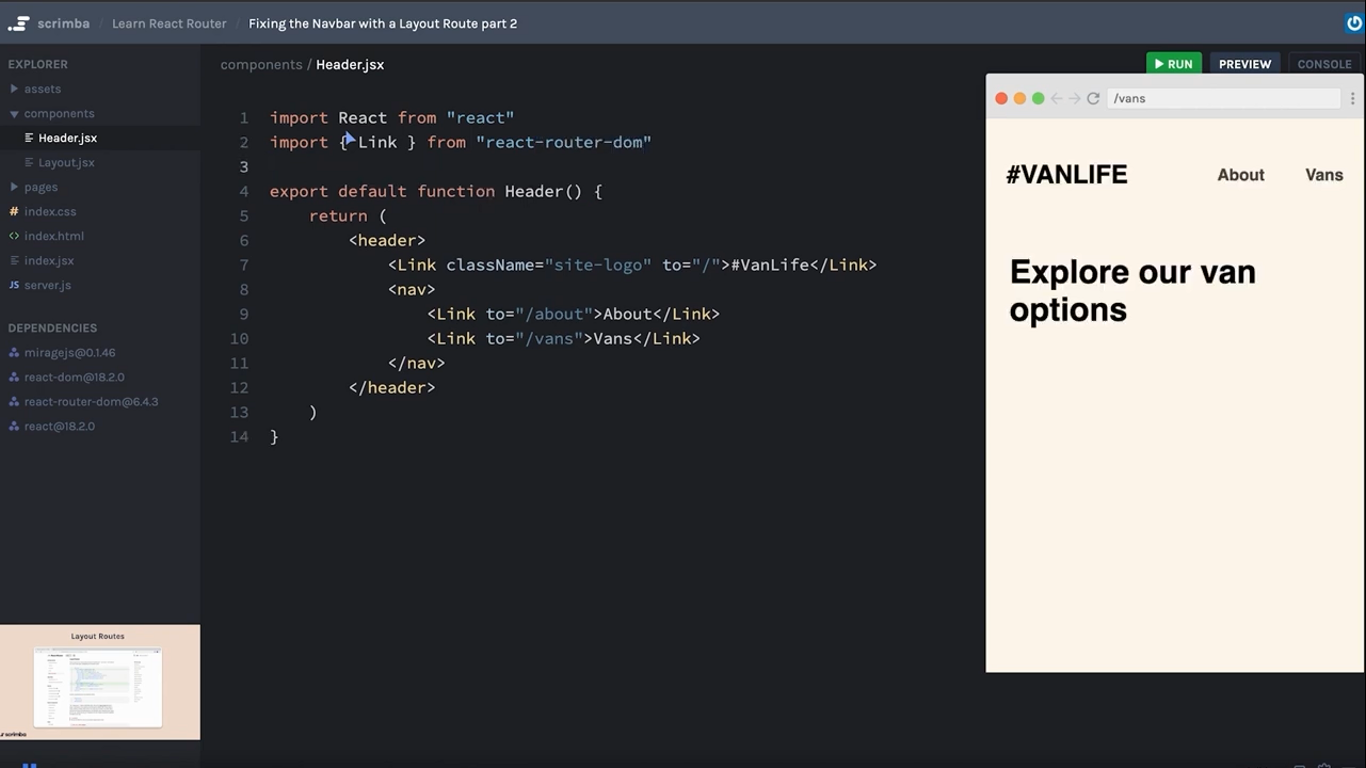 scrimba / Learn React Router / Fixing the Navbar with a Layout Route part 2
EXPLORER
assets
components
Header.jsx
Layout.jsx
pages
# index.css
<> index.html
index.jsx
JS server.js
DEPENDENCIES
miragejs@0.1.46
react-dom@18.2.0
react-router-dom@6.4.3
react@18.2.0
Layout Routes
scrimba
components / Header.jsx
RUN PREVIEW CONSOLE
1 import React from "react"
2 import { Link } from "react-router-dom"
3
4 export default function Header() {
5     return (
6         <header>
7             <Link className="site-logo" to="/">#VanLife</Link>
8             <nav>
9                 <Link to="/about">About</Link>
10                 <Link to="/vans">Vans</Link>
11             </nav>
12         </header>
13     )
14 }
/vans
#VANLIFE About Vans
Explore our van
options